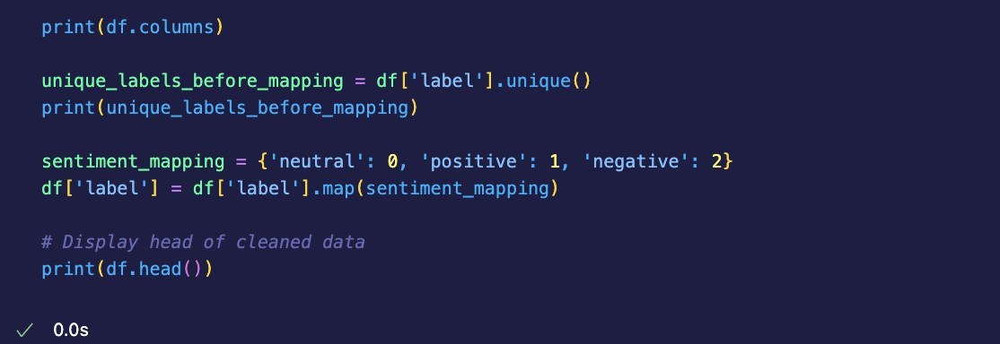 print(df.columns)
unique_labels_before_mapping = df['label'].unique()
print(unique_labels_before_mapping)
sentiment_mapping = {'neutral': 0, 'positive': 1, 'negative': 2}
df['label'] = df['label'].map(sentiment_mapping)
# Display head of cleaned data
print(df.head())
0.0s